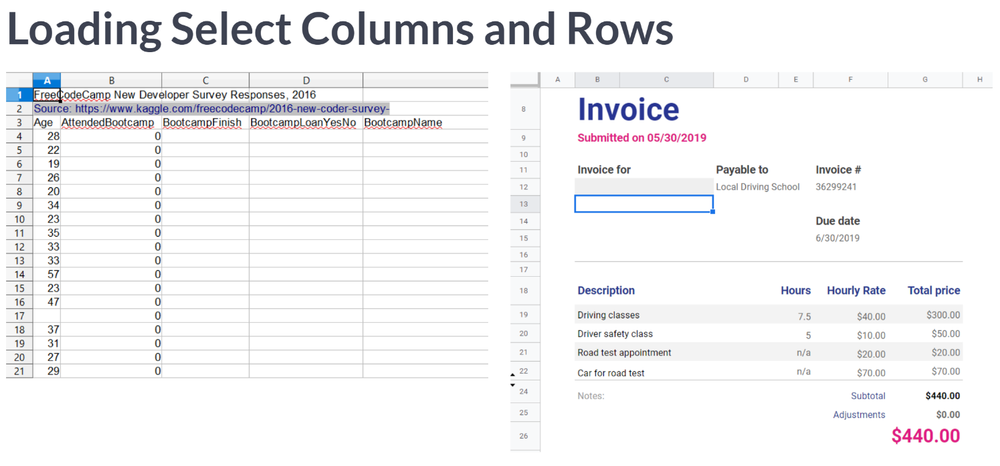 Loading Select Columns and Rows
A B C D
1 FreeCodeCamp New Developer Survey Responses, 2016
2 Source: https://www.kaggle.com/freecodecamp/2016-new-coder-survey-
3 Age AttendedBootcamp BootcampFinish BootcampLoanYesNo BootcampName
4 28 0
5 22 0
6 19 0
7 26 0
8 20 0
9 34 0
10 23 0
11 35 0
12 33 0
13 33 0
14 57 0
15 23 0
16 47 0
17 0
18 37 0
19 31 0
20 27 0
21 29 0
A B C D E F G H
8 Invoice
9 Submitted on 05/30/2019
10
11 Invoice for Payable to Invoice #
12 Local Driving School 36299241
13
14 Due date
15 6/30/2019
16
17
18 Description Hours Hourly Rate Total price
19 Driving classes 7.5 $40.00 $300.00
20 Driver safety class 5 $10.00 $50.00
21 Road test appointment n/a $20.00 $20.00
22 Car for road test n/a $70.00 $70.00
24 Notes: Subtotal $440.00
25 Adjustments $0.00
26 $440.00